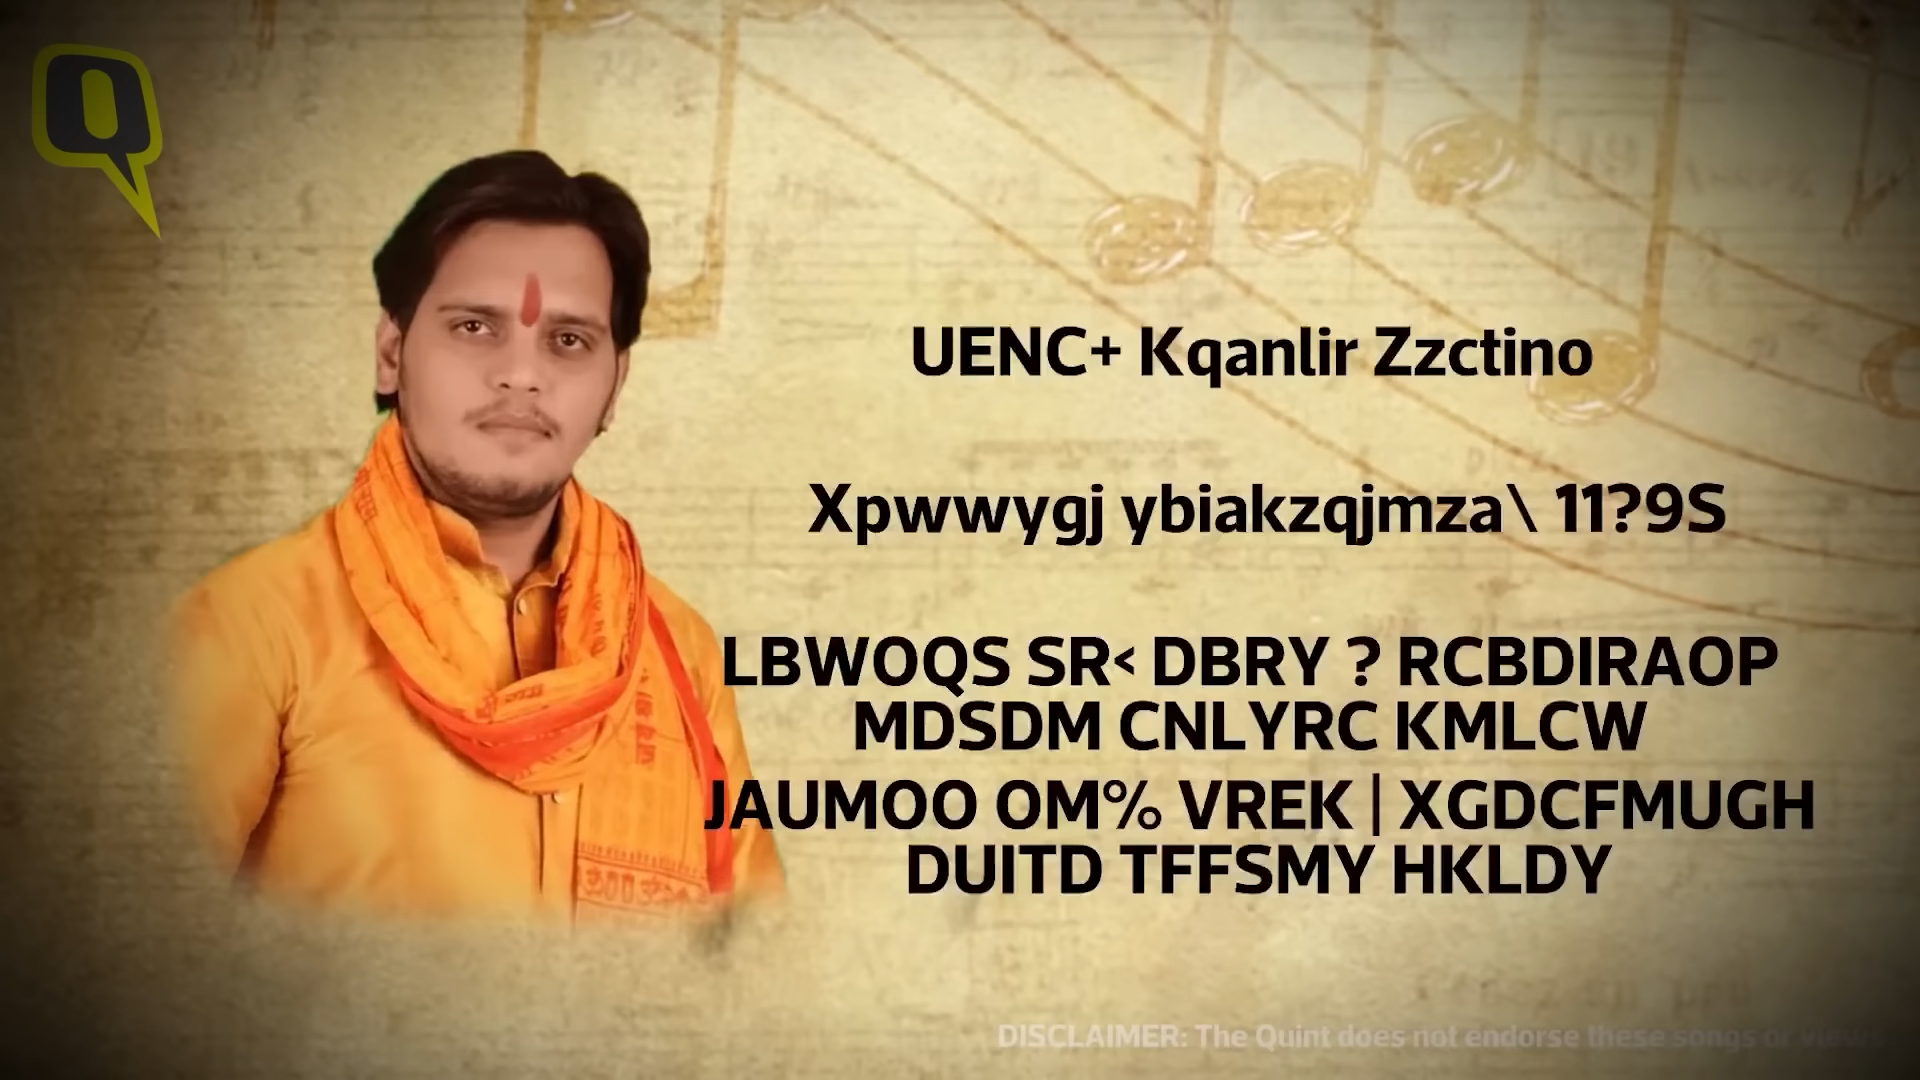 UENC+ Kqanlir Zzctino
Xpwwygj ybiakzqjmza\ 11?9S
LBWOQS SR< DBRY ? RCBDIRAOP
MDSDM CNLYRC KMLCW
JAUMOO OM% VREK | XGDCFMUGH
DUITD TFFSMY HKLDY
DISCLAIMER: The Quint does not endorse these songs or views